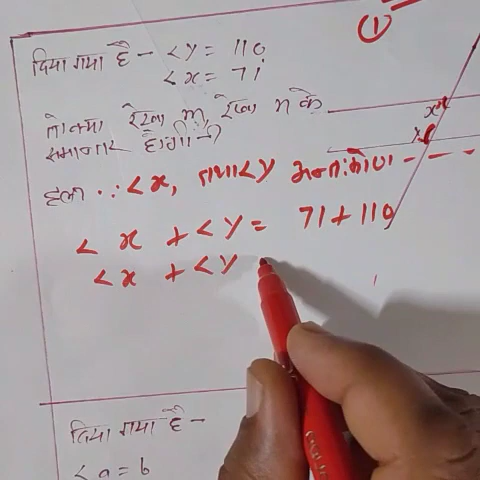 ①
दिया गया है - <y = 110
<x = 71
तो क्या रेखा m, रेखा n के
समान्तर होगी -
x
y
हल - ∵ <x, तथा <y अन्तःकोण - - -
< x + <y = 71 + 110
< x + <y
दिया गया है -
< a = b